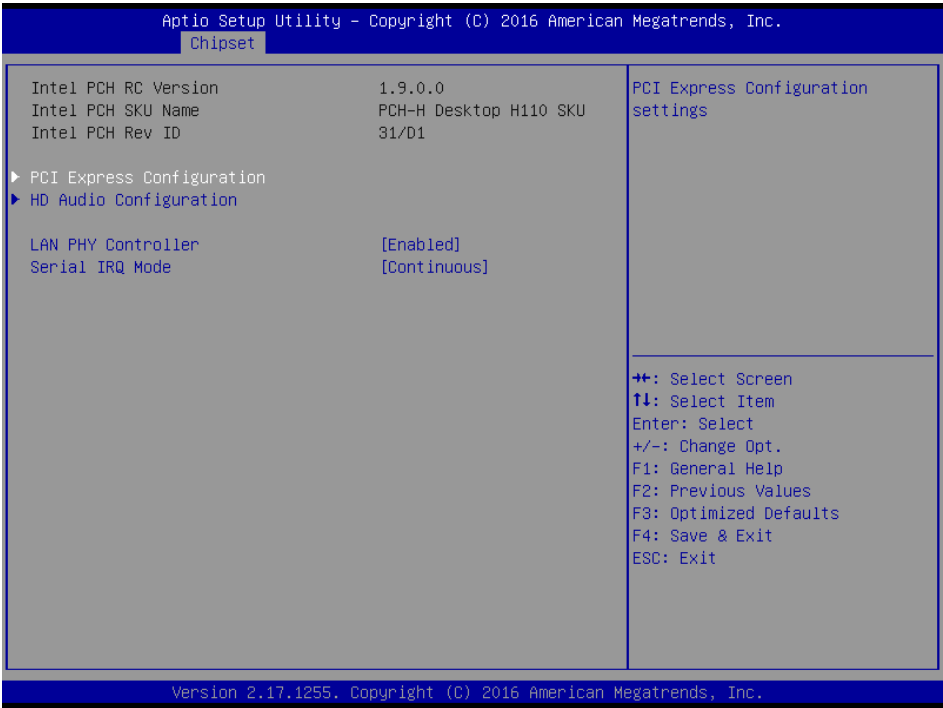 Aptio Setup Utility – Copyright (C) 2016 American Megatrends, Inc.
Chipset
Intel PCH RC Version 1.9.0.0
Intel PCH SKU Name PCH-H Desktop H110 SKU
Intel PCH Rev ID 31/D1
▶ PCI Express Configuration
▶ HD Audio Configuration
LAN PHY Controller [Enabled]
Serial IRQ Mode [Continuous]
PCI Express Configuration
settings
→←: Select Screen
↑↓: Select Item
Enter: Select
+/-: Change Opt.
F1: General Help
F2: Previous Values
F3: Optimized Defaults
F4: Save & Exit
ESC: Exit
Version 2.17.1255. Copyright (C) 2016 American Megatrends, Inc.